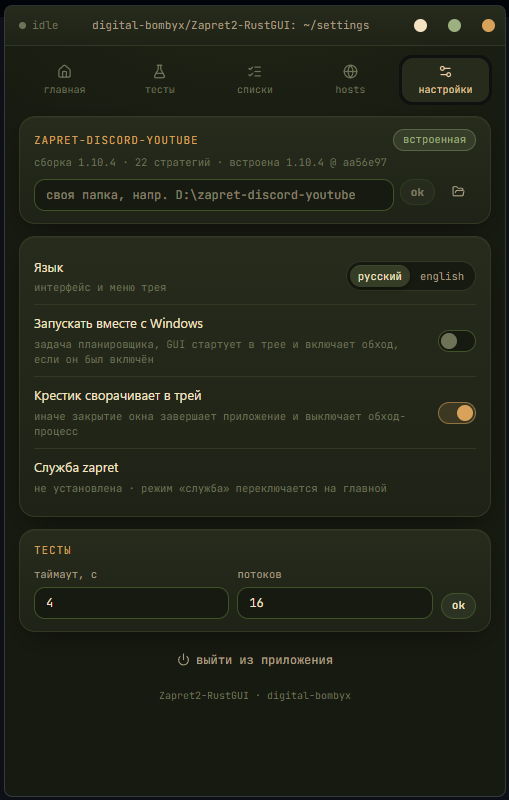 idle
digital-bombyx/Zapret2-RustGUI: ~/settings
главная
тесты
списки
hosts
настройки
ZAPRET-DISCORD-YOUTUBE
встроенная
сборка 1.10.4 · 22 стратегий · встроена 1.10.4 @ aa56e97
своя папка, напр. D:\zapret-discord-youtube
ok
Язык
интерфейс и меню трея
русский
english
Запускать вместе с Windows
задача планировщика, GUI стартует в трее и включает обход,
если он был включён
Крестик сворачивает в трей
иначе закрытие окна завершает приложение и выключает обход-
процесс
Служба zapret
не установлена · режим «служба» переключается на главной
ТЕСТЫ
таймаут, с
потоков
4
16
ok
выйти из приложения
Zapret2-RustGUI · digital-bombyx